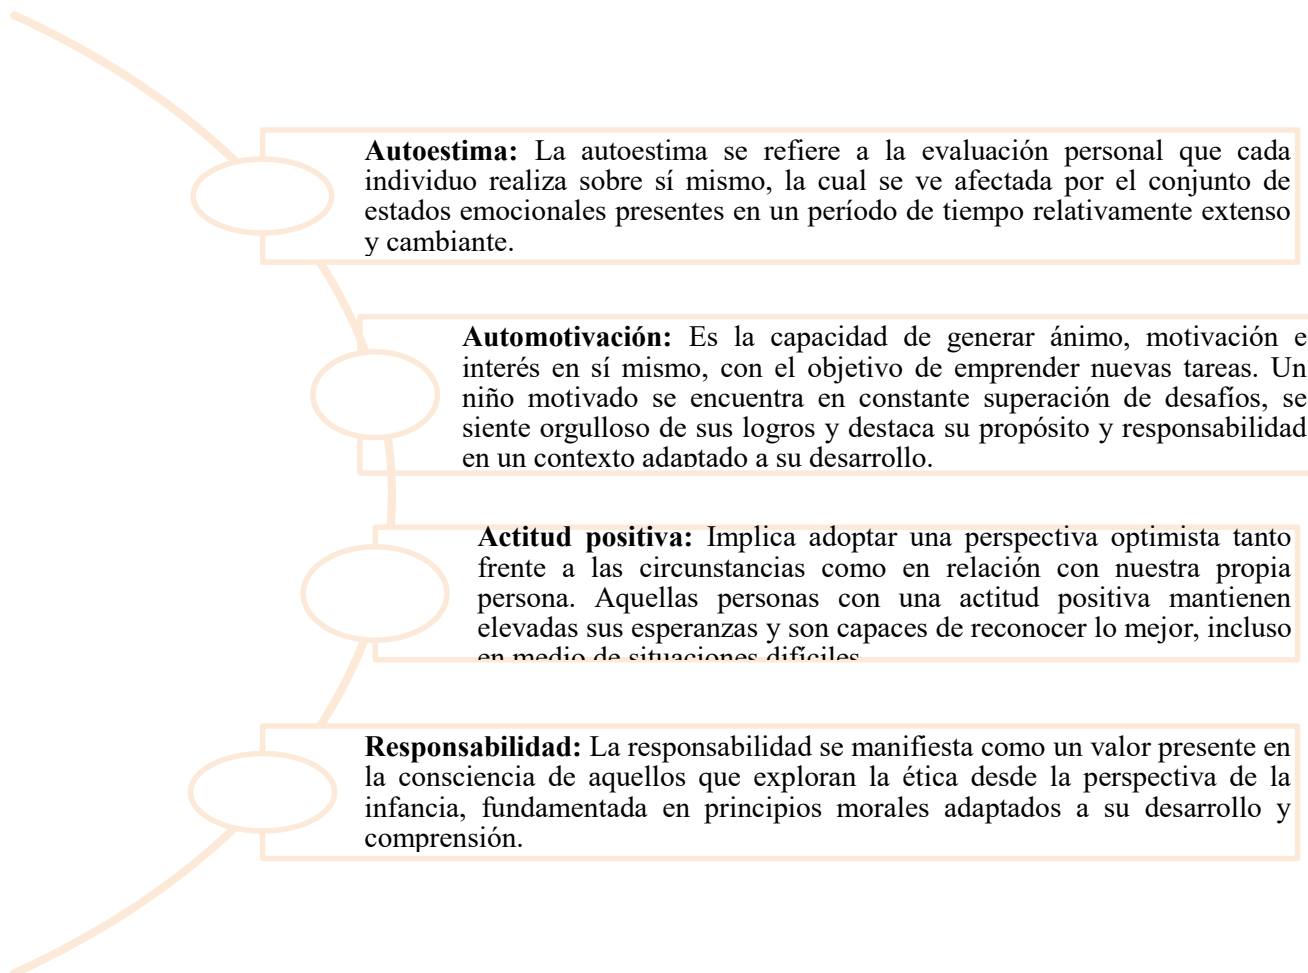 Autoestima: La autoestima se refiere a la evaluación personal que cada
individuo realiza sobre sí mismo, la cual se ve afectada por el conjunto de
estados emocionales presentes en un período de tiempo relativamente extenso
y cambiante.
Automotivación: Es la capacidad de generar ánimo, motivación e
interés en sí mismo, con el objetivo de emprender nuevas tareas. Un
niño motivado se encuentra en constante superación de desafíos, se
siente orgulloso de sus logros y destaca su propósito y responsabilidad
en un contexto adaptado a su desarrollo.
Actitud positiva: Implica adoptar una perspectiva optimista tanto
frente a las circunstancias como en relación con nuestra propia
persona. Aquellas personas con una actitud positiva mantienen
elevadas sus esperanzas y son capaces de reconocer lo mejor, incluso
en medio de situaciones difíciles
Responsabilidad: La responsabilidad se manifiesta como un valor presente en
la consciencia de aquellos que exploran la ética desde la perspectiva de la
infancia, fundamentada en principios morales adaptados a su desarrollo y
comprensión.